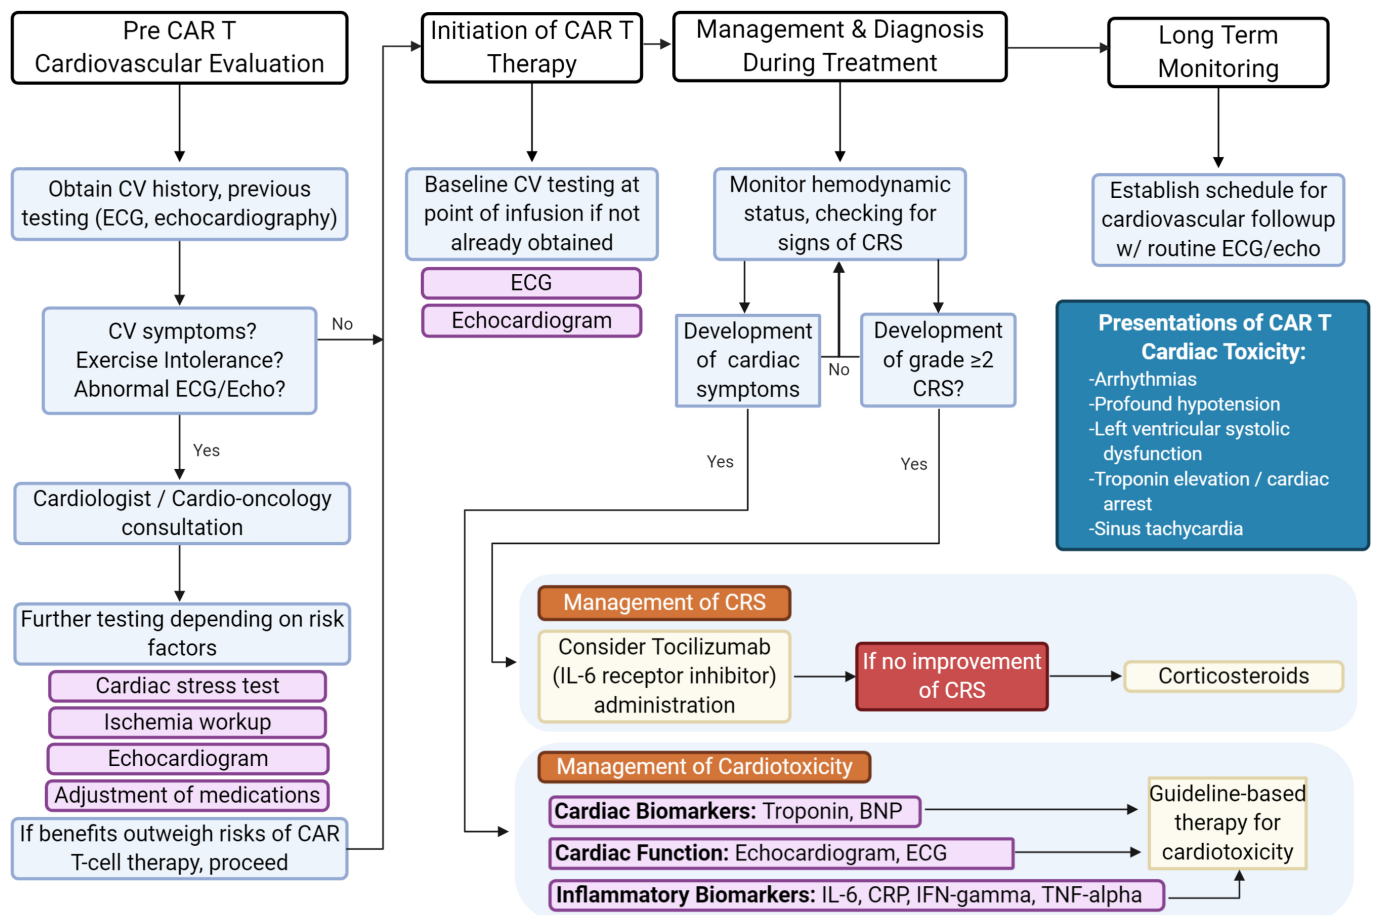 Pre CAR T
Cardiovascular Evaluation
Obtain CV history, previous
testing (ECG, echocardiography)
CV symptoms?
Exercise Intolerance?
Abnormal ECG/Echo?
No
Yes
Cardiologist / Cardio-oncology
consultation
Further testing depending on risk
factors
Cardiac stress test
Ischemia workup
Echocardiogram
Adjustment of medications
If benefits outweigh risks of CAR
T-cell therapy, proceed
Initiation of CAR T
Therapy
Baseline CV testing at
point of infusion if not
already obtained
ECG
Echocardiogram
Management & Diagnosis
During Treatment
Monitor hemodynamic
status, checking for
signs of CRS
Development
of cardiac
symptoms
No
Development
of grade ≥2
CRS?
Yes
Yes
Long Term
Monitoring
Establish schedule for
cardiovascular followup
w/ routine ECG/echo
Presentations of CAR T
Cardiac Toxicity:
-Arrhythmias
-Profound hypotension
-Left ventricular systolic
dysfunction
-Troponin elevation / cardiac
arrest
-Sinus tachycardia
Management of CRS
Consider Tocilizumab
(IL-6 receptor inhibitor)
administration
If no improvement
of CRS
Corticosteroids
Management of Cardiotoxicity
Cardiac Biomarkers: Troponin, BNP
Cardiac Function: Echocardiogram, ECG
Inflammatory Biomarkers: IL-6, CRP, IFN-gamma, TNF-alpha
Guideline-based
therapy for
cardiotoxicity